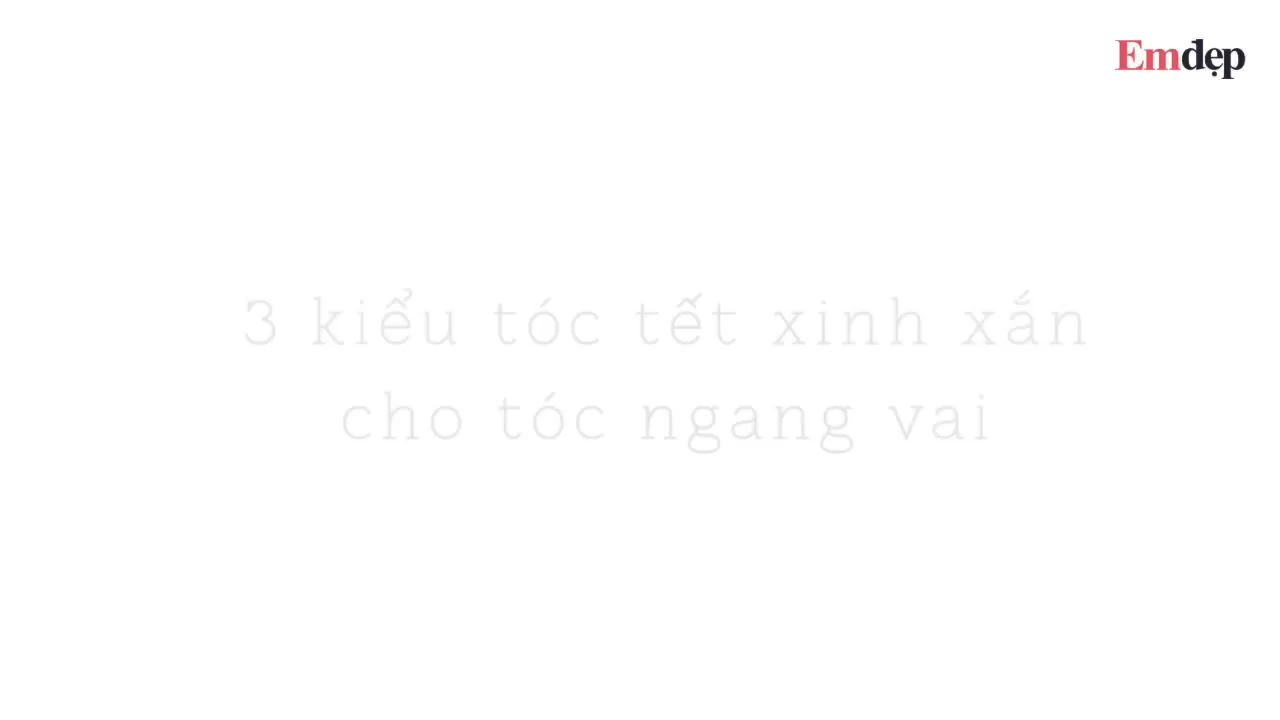 Emdẹp
3 kiểu tóc tết xinh xắn
cho tóc ngang vai